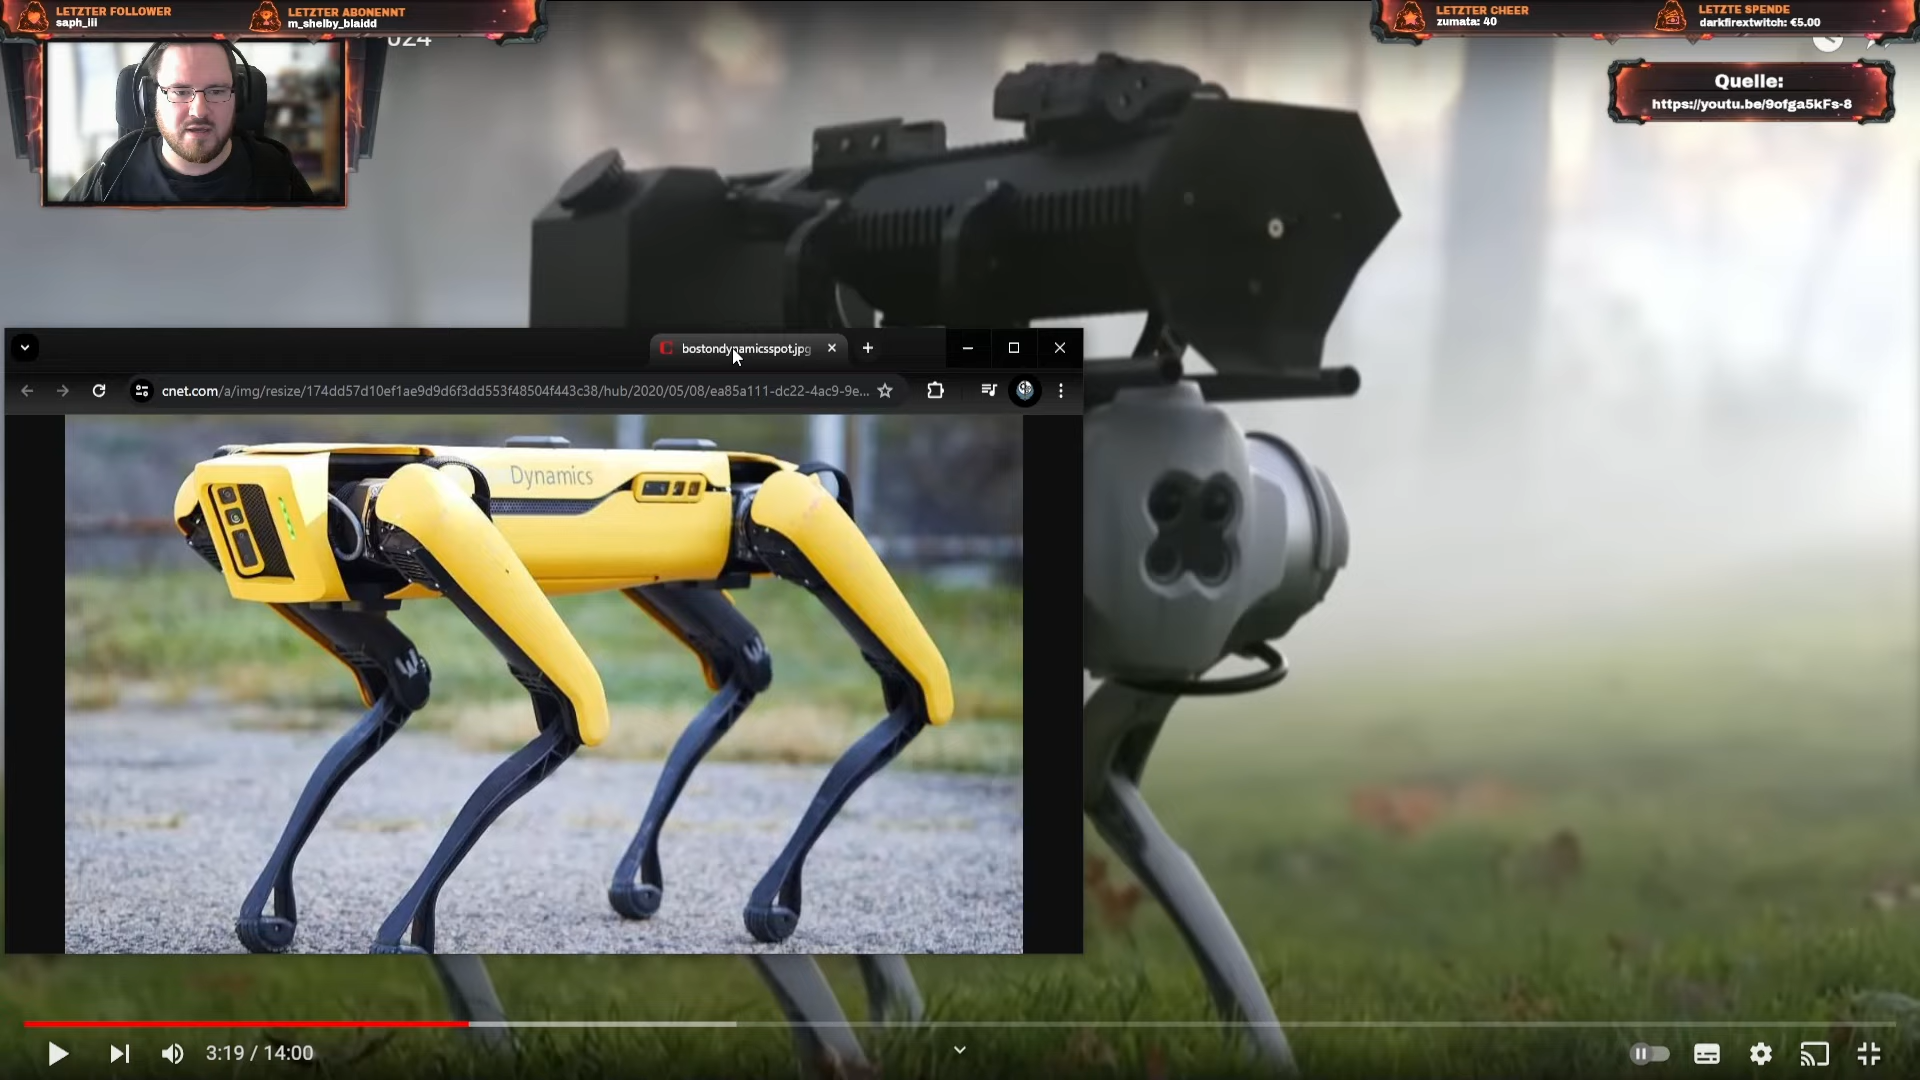 LETZTER FOLLOWER
saph_iii
LETZTER ABONENNT
m_shelby_blaidd
LETZTER CHEER
zumata: 40
LETZTE SPENDE
darkfirextwitch: €5.00
024
Quelle:
https://youtu.be/9ofga5kFs-8
bostondynamicsspot.jpg
cnet.com/a/img/resize/174dd57d10ef1ae9d9d6f3dd553f48504f443c38/hub/2020/05/08/ea85a111-dc22-4ac9-9e...
Dynamics
3:19 / 14:00